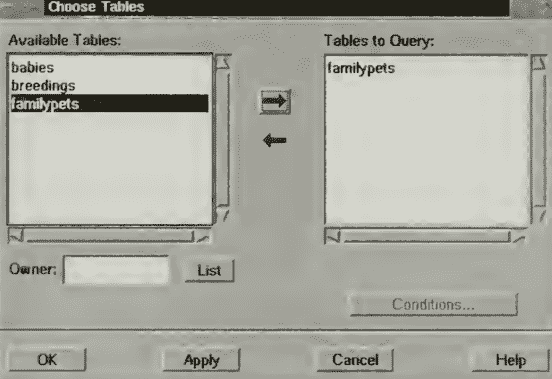 Choose Tables
Available Tables:
babies
breedings
familypets
Tables to Query:
familypets
Owner:
List
Conditions...
OK
Apply
Cancel
Help